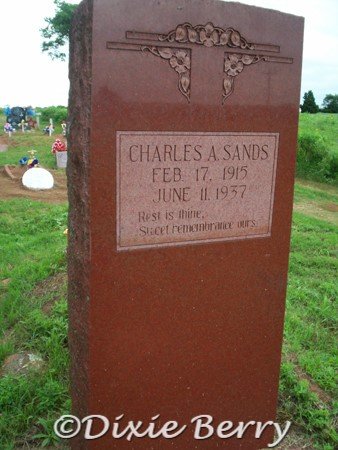 CHARLES A. SANDS
FEB. 17, 1915
JUNE 11, 1937
Rest is thine,
Sweet remembrance ours.
©Dixie Berry